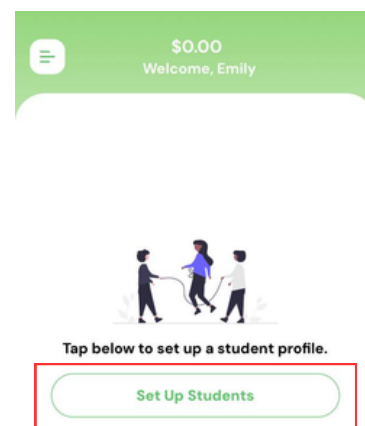 $0.00
Welcome, Emily
Tap below to set up a student profile.
Set Up Students